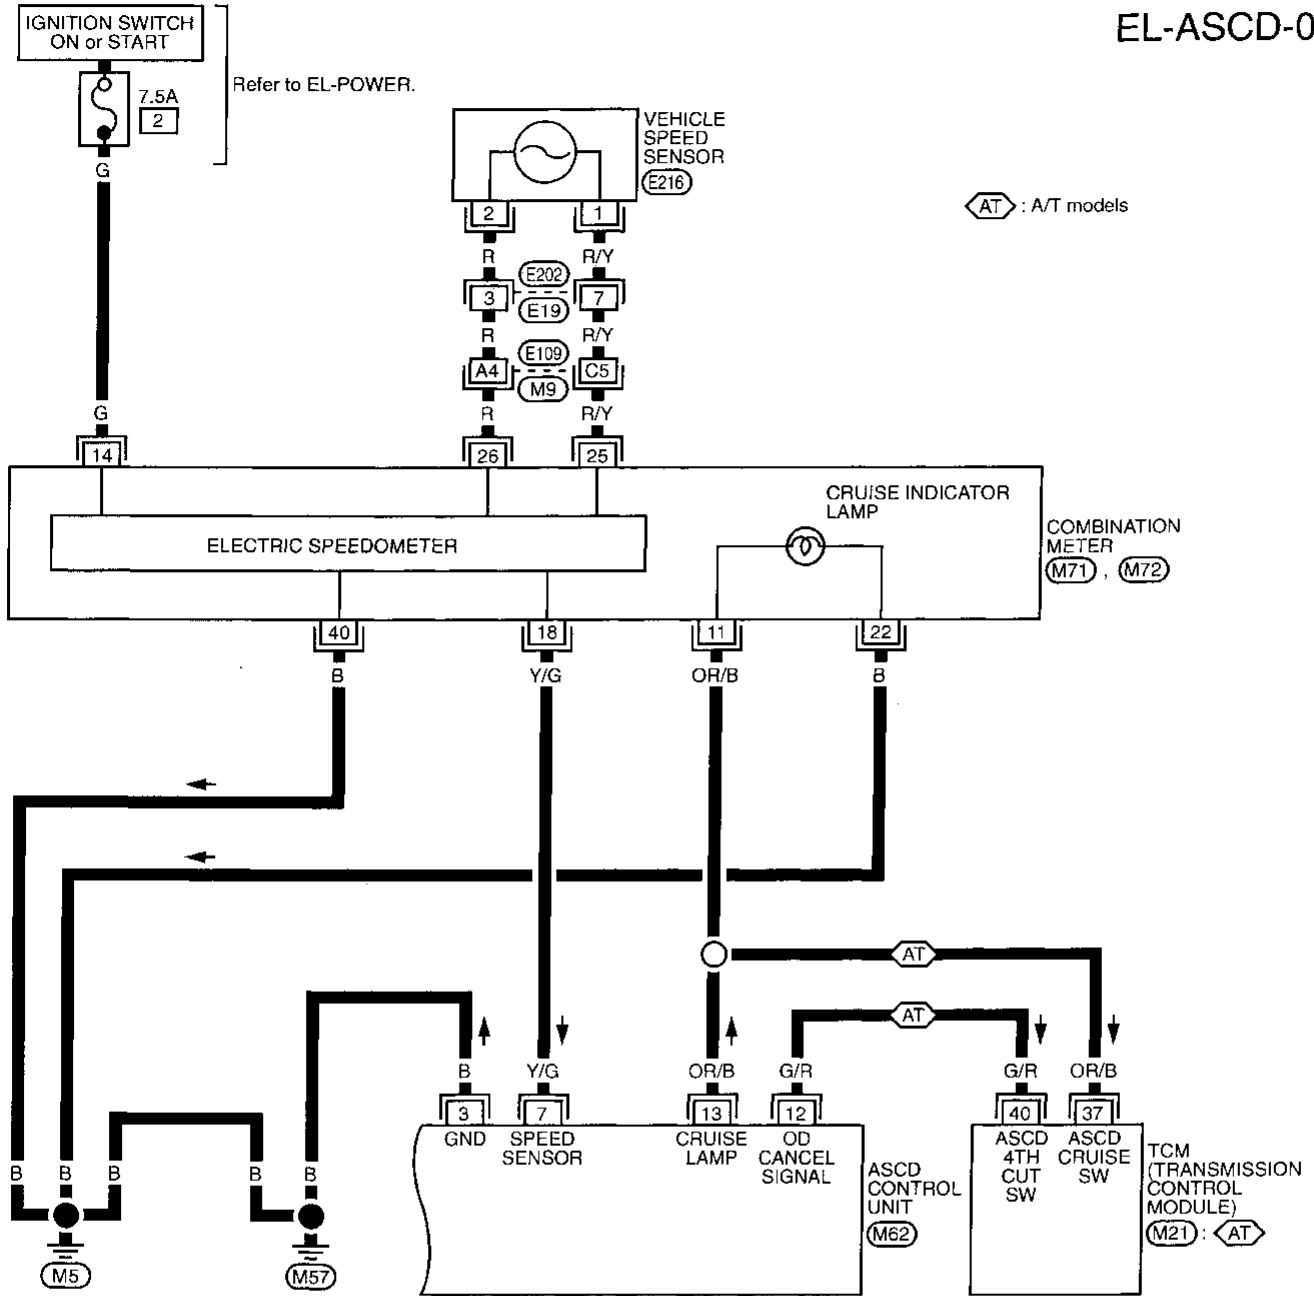 EL-ASCD-0
IGNITION SWITCH
ON or START
Refer to EL-POWER.
7.5A
2
G
VEHICLE
SPEED
SENSOR
E216
AT : A/T models
2 1
R R/Y
E202
3 7
E19
R R/Y
E109
A4 C5
M9
G R R/Y
14 26 25
CRUISE INDICATOR
LAMP
ELECTRIC SPEEDOMETER
COMBINATION
METER
M71 , M72
40 18 11 22
B Y/G OR/B B
AT
AT
B Y/G OR/B G/R G/R OR/B
3 7 13 12 40 37
GND
SPEED
SENSOR
CRUISE
LAMP
OD
CANCEL
SIGNAL
ASCD
4TH
CUT
SW
ASCD
CRUISE
SW
ASCD
CONTROL
UNIT
M62
TCM
(TRANSMISSION
CONTROL
MODULE)
M21 : AT
B B B B B
M5 M57